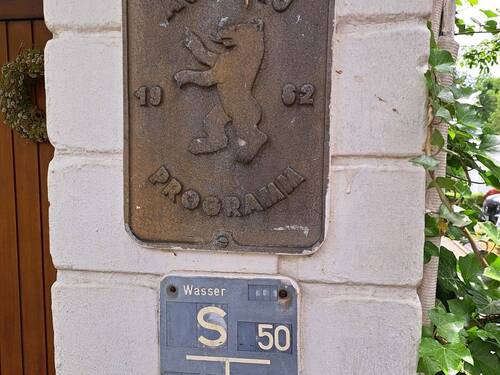 19 62
PROGRAMM
Wasser
S 50